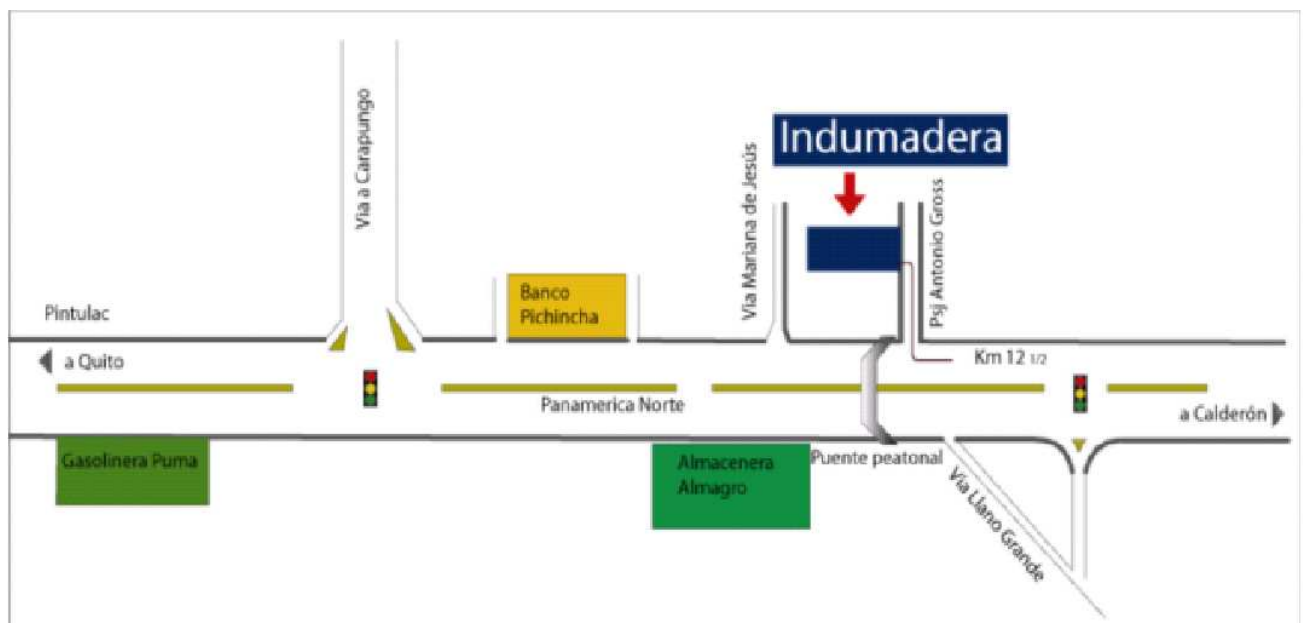 Via a Carapungo
Indumadera
Via Mariana de Jesús
Psj Antonio Gross
Banco
Pichincha
Pintulac
a Quito
Km 12 1/2
Panamerica Norte
a Calderón
Gasolinera Puma
Almacenera
Almagro
Puente peatonal
Via Llano Grande